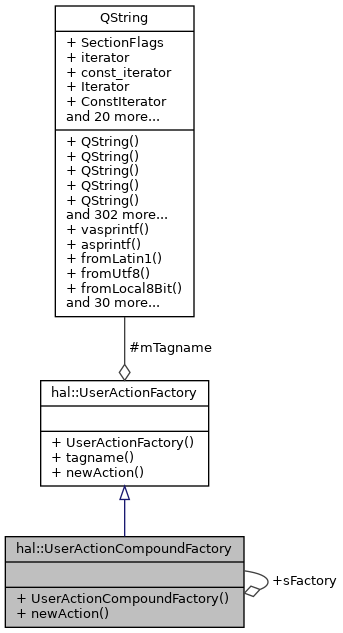 QString
+ SectionFlags
+ iterator
+ const_iterator
+ Iterator
+ ConstIterator
and 20 more...
+ QString()
+ QString()
+ QString()
+ QString()
+ QString()
and 302 more...
+ vasprintf()
+ asprintf()
+ fromLatin1()
+ fromUtf8()
+ fromLocal8Bit()
and 30 more...
#mTagname
hal::UserActionFactory
+ UserActionFactory()
+ tagname()
+ newAction()
hal::UserActionCompoundFactory
+ UserActionCompoundFactory()
+ newAction()
+sFactory